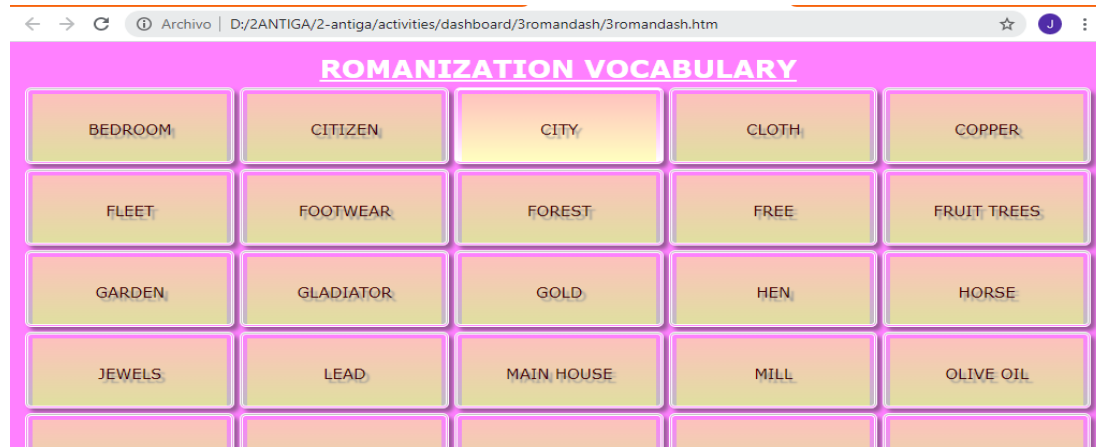 Archivo | D:/2ANTIGA/2-antiga/activities/dashboard/3romandash/3romandash.htm J
ROMANIZATION VOCABULARY
BEDROOM CITIZEN CITY CLOTH COPPER
FLEET FOOTWEAR FOREST FREE FRUIT TREES
GARDEN GLADIATOR GOLD HEN HORSE
JEWELS LEAD MAIN HOUSE MILL OLIVE OIL